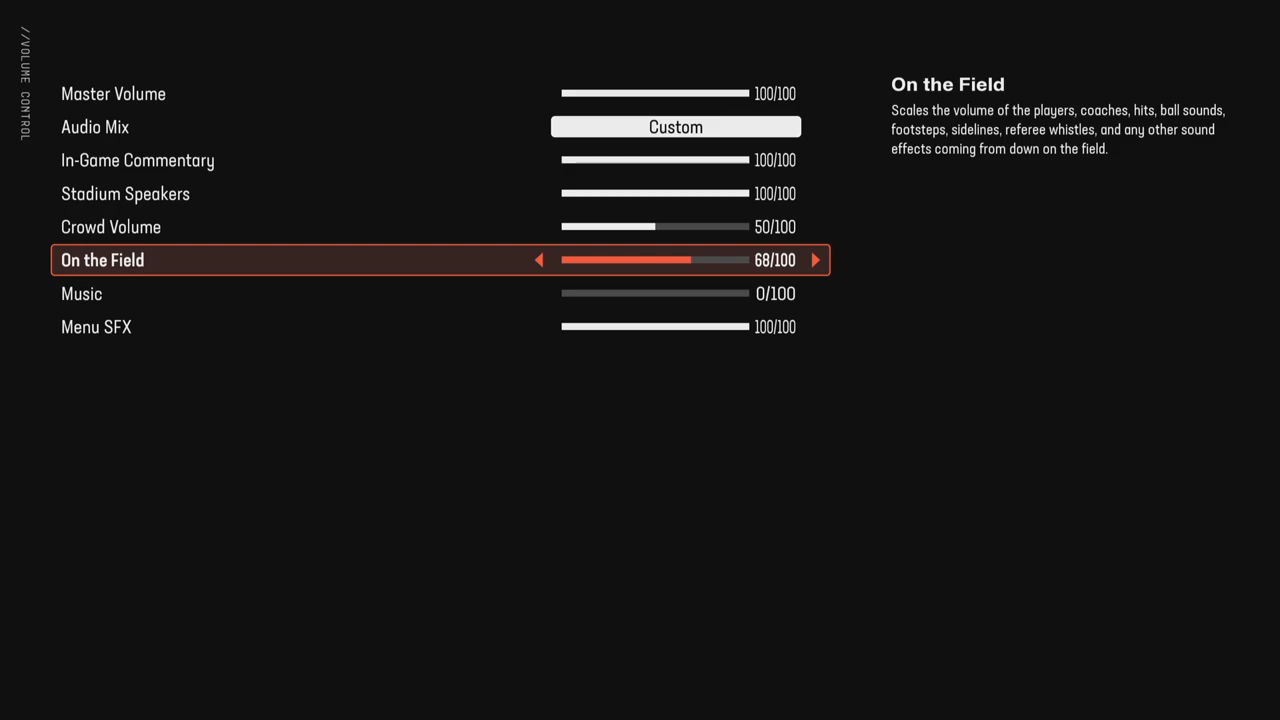 //VOLUME CONTROL
Master Volume 100/100
Audio Mix Custom
In-Game Commentary 100/100
Stadium Speakers 100/100
Crowd Volume 50/100
On the Field 68/100
Music 0/100
Menu SFX 100/100
On the Field
Scales the volume of the players, coaches, hits, ball sounds,
footsteps, sidelines, referee whistles, and any other sound
effects coming from down on the field.